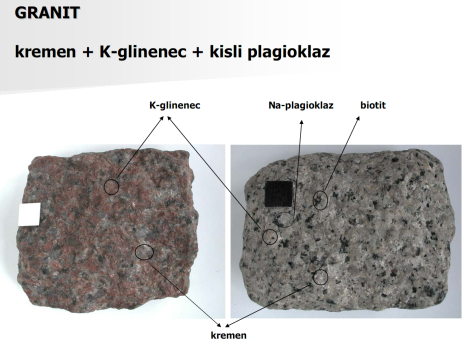 GRANIT
kremen + K-glinenec + kisli plagioklaz
K-glinenec Na-plagioklaz biotit
kremen